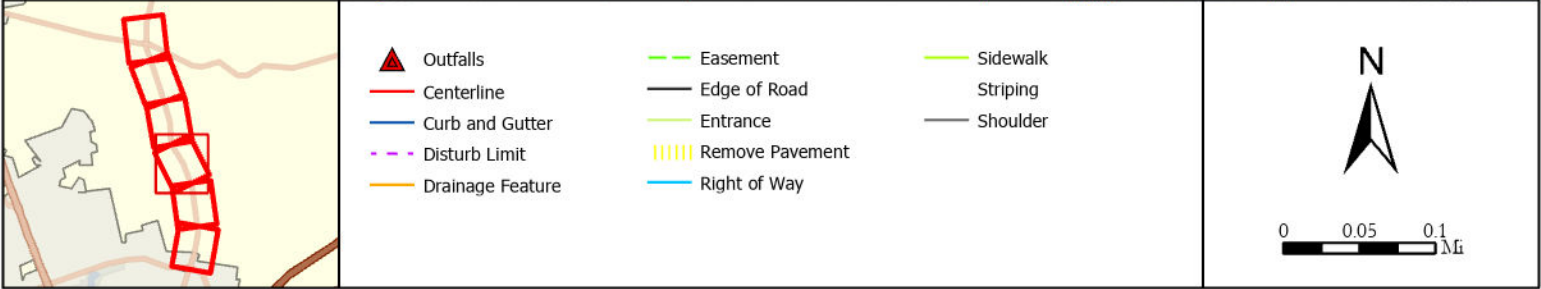 Outfalls
Centerline
Curb and Gutter
Disturb Limit
Drainage Feature
Easement
Edge of Road
Entrance
Remove Pavement
Right of Way
Sidewalk
Striping
Shoulder
N
0 0.05 0.1
Mi